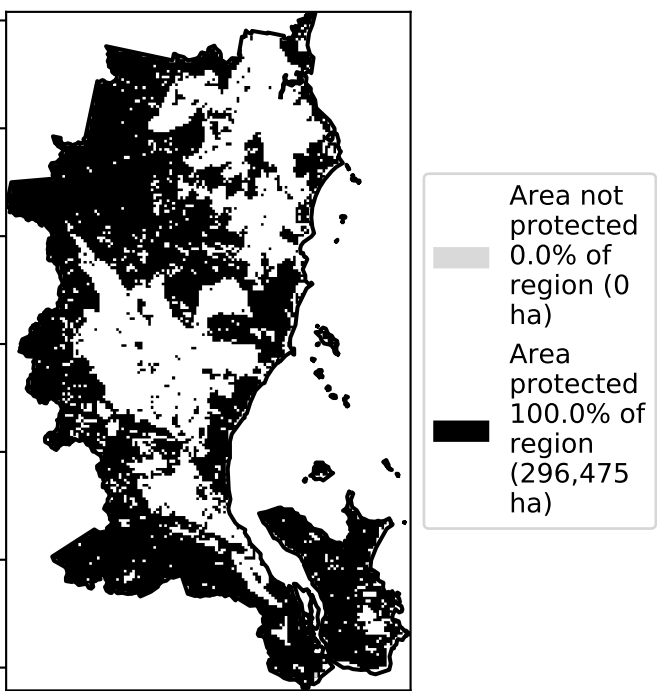 Area not
protected
0.0% of
region (0
ha)
Area
protected
100.0% of
region
(296,475
ha)